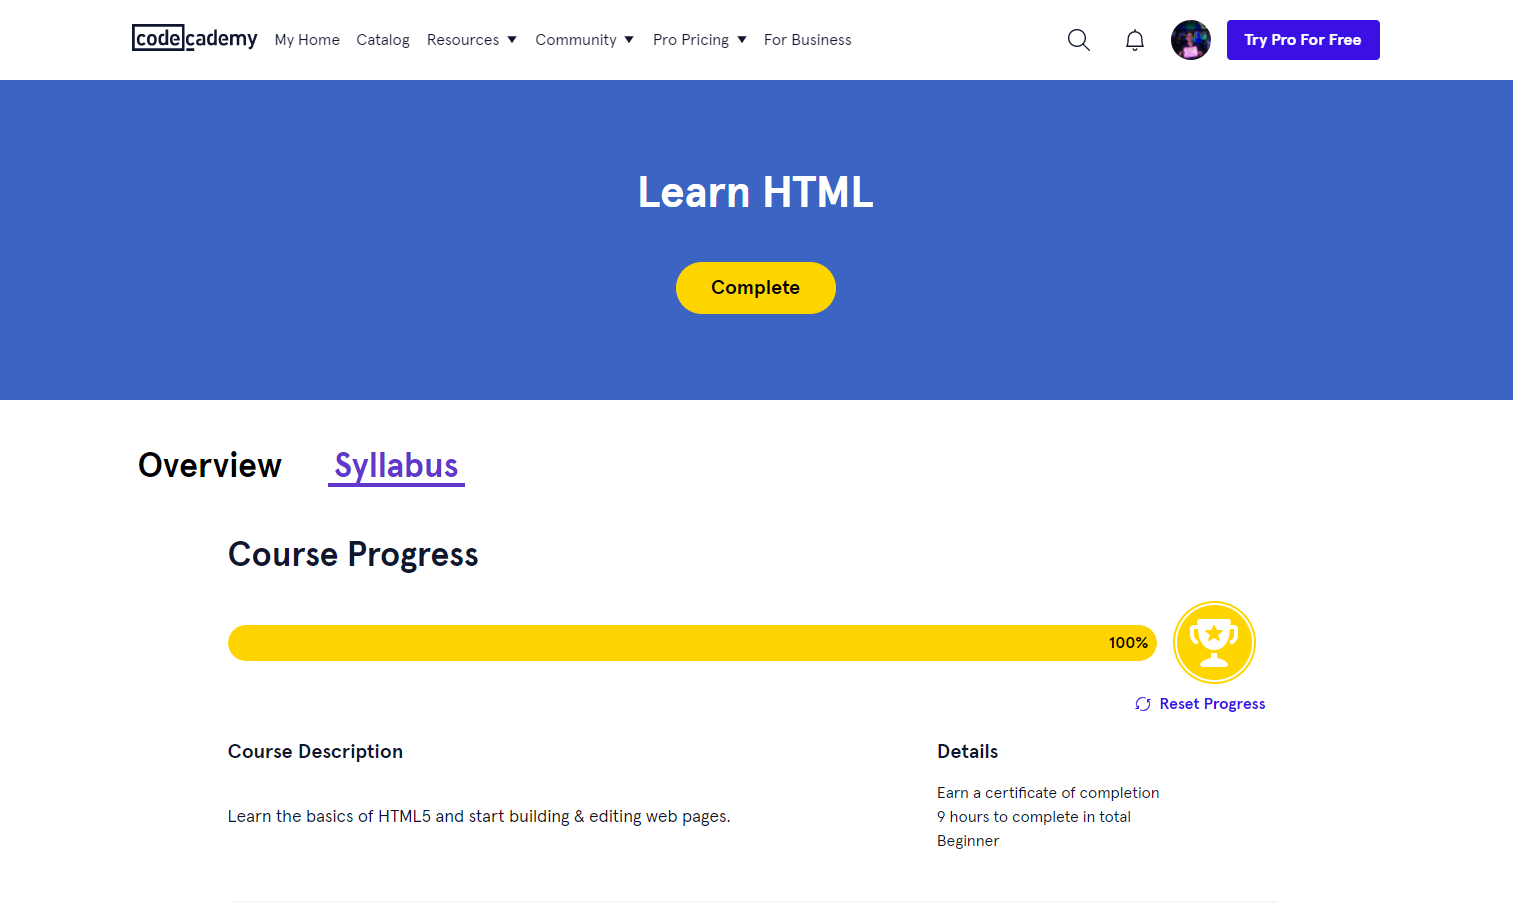 codecademy My Home Catalog Resources Community Pro Pricing For Business Try Pro For Free
Learn HTML
Complete
Overview Syllabus
Course Progress
100%
Reset Progress
Course Description
Learn the basics of HTML5 and start building & editing web pages.
Details
Earn a certificate of completion
9 hours to complete in total
Beginner